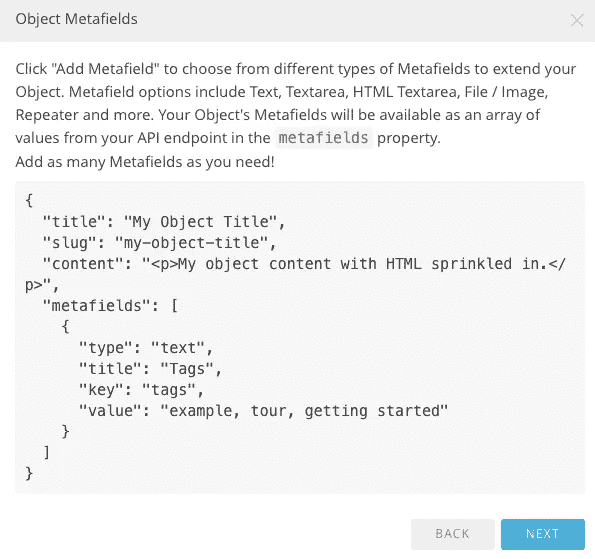 Object Metafields
Click "Add Metafield" to choose from different types of Metafields to extend your
Object. Metafield options include Text, Textarea, HTML Textarea, File / Image,
Repeater and more. Your Object's Metafields will be available as an array of
values from your API endpoint in the metafields property.
Add as many Metafields as you need!
{
  "title": "My Object Title",
  "slug": "my-object-title",
  "content": "<p>My object content with HTML sprinkled in.</
p>",
  "metafields": [
    {
      "type": "text",
      "title": "Tags",
      "key": "tags",
      "value": "example, tour, getting started"
    }
  ]
}
BACK NEXT